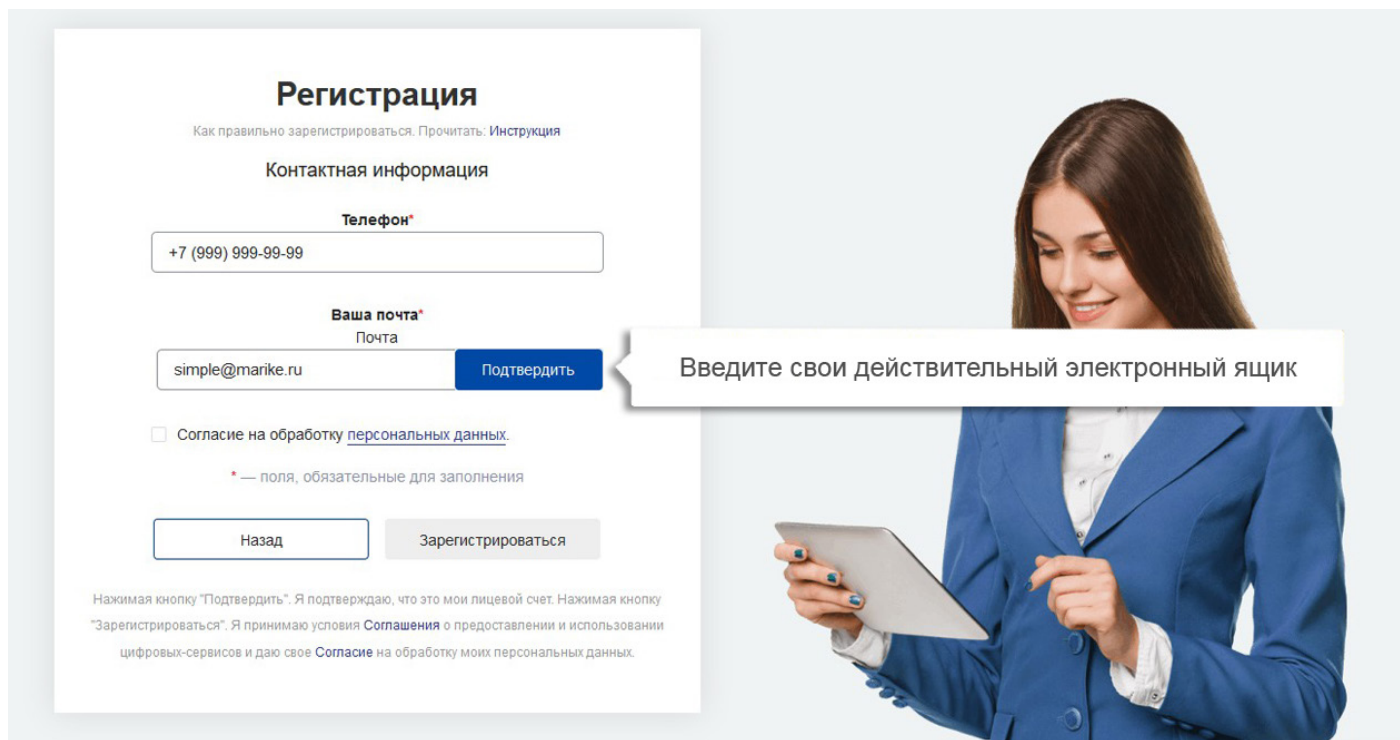 Регистрация
Как правильно зарегистрироваться. Прочитать: Инструкция
Контактная информация
Телефон*
+7 (999) 999-99-99
Ваша почта*
Почта
simple@marike.ru
Подтвердить
Введите свои действительный электронный ящик
Согласие на обработку персональных данных.
* — поля, обязательные для заполнения
Назад
Зарегистрироваться
Нажимая кнопку "Подтвердить". Я подтверждаю, что это мои лицевой счет. Нажимая кнопку
"Зарегистрироваться". Я принимаю условия Соглашения о предоставлении и использовании
цифровых-сервисов и даю свое Согласие на обработку моих персональных данных.